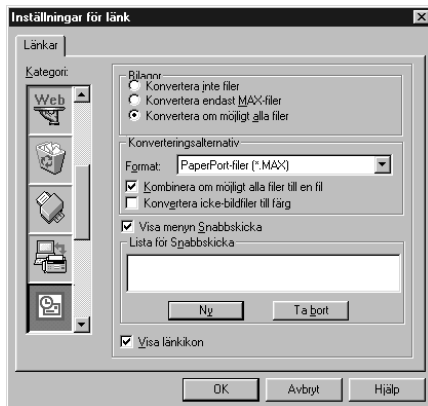 Inställningar för länk
Länkar
Kategori:
Web
Bilagor
Konvertera inte filer
Konvertera endast MAX-filer
Konvertera om möjligt alla filer
Konverteringsalternativ
Format: PaperPort-filer (*.MAX)
Kombinera om möjligt alla filer till en fil
Konvertera icke-bildfiler till färg
Visa menyn Snabbskicka
Lista för Snabbskicka
Ny Ta bort
Visa länkikon
OK Avbryt Hjälp